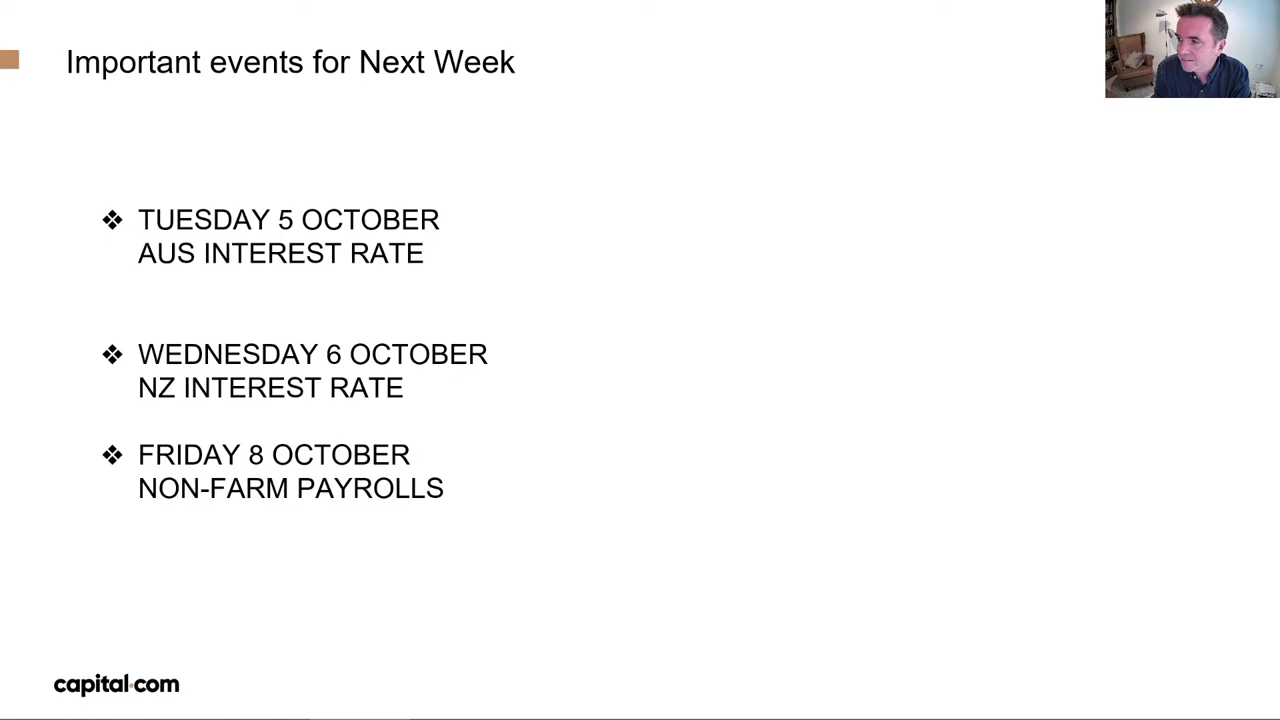 Important events for Next Week
❖ TUESDAY 5 OCTOBER
AUS INTEREST RATE
❖ WEDNESDAY 6 OCTOBER
NZ INTEREST RATE
❖ FRIDAY 8 OCTOBER
NON-FARM PAYROLLS
capital.com